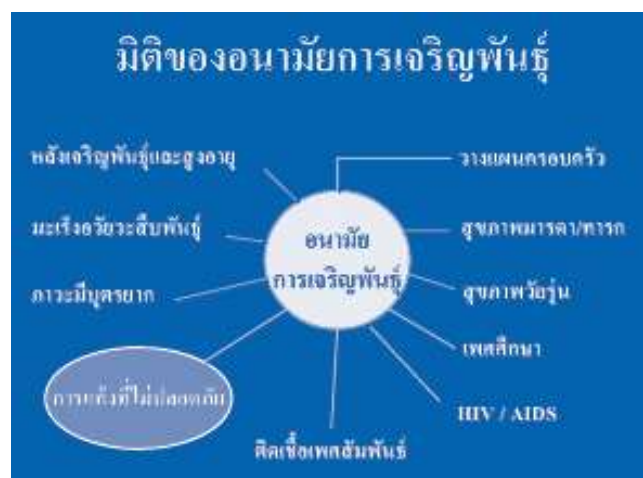 มิติของอนามัยการเจริญพันธุ์
หลังเจริญพันธุ์และสูงอายุ
วางแผนครอบครัว
มะเร็งอวัยวะสืบพันธุ์
อนามัย
การเจริญพันธุ์
สุขภาพมารดา/ทารก
ภาวะมีบุตรยาก
สุขภาพวัยรุ่น
เพศศึกษา
การแท้งที่ไม่ปลอดภัย
HIV / AIDS
ติดเชื้อเพศสัมพันธ์